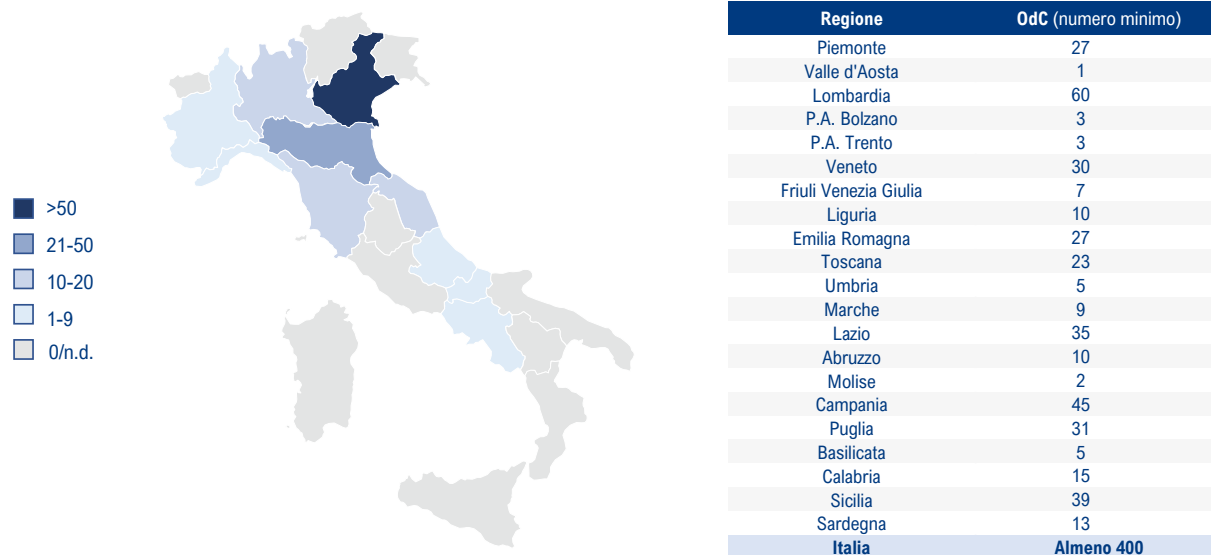 >50
21-50
10-20
1-9
0/n.d.
Regione OdC (numero minimo)
Piemonte 27
Valle d'Aosta 1
Lombardia 60
P.A. Bolzano 3
P.A. Trento 3
Veneto 30
Friuli Venezia Giulia 7
Liguria 10
Emilia Romagna 27
Toscana 23
Umbria 5
Marche 9
Lazio 35
Abruzzo 10
Molise 2
Campania 45
Puglia 31
Basilicata 5
Calabria 15
Sicilia 39
Sardegna 13
Italia Almeno 400